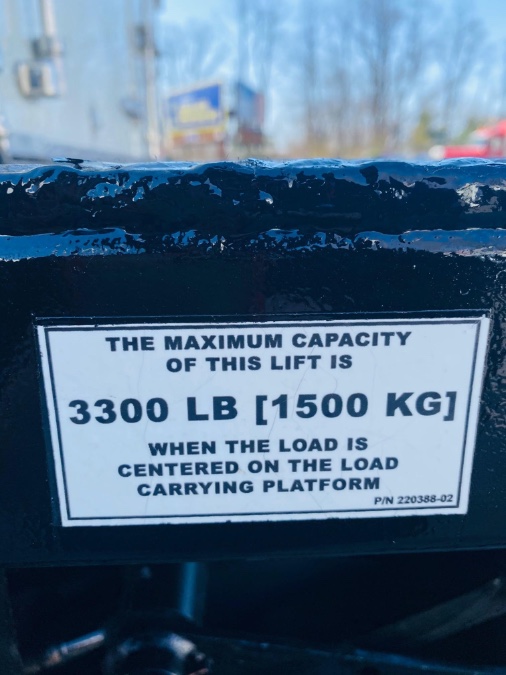 THE MAXIMUM CAPACITY
OF THIS LIFT IS
3300 LB [1500 KG]
WHEN THE LOAD IS
CENTERED ON THE LOAD
CARRYING PLATFORM
P/N 220388-02